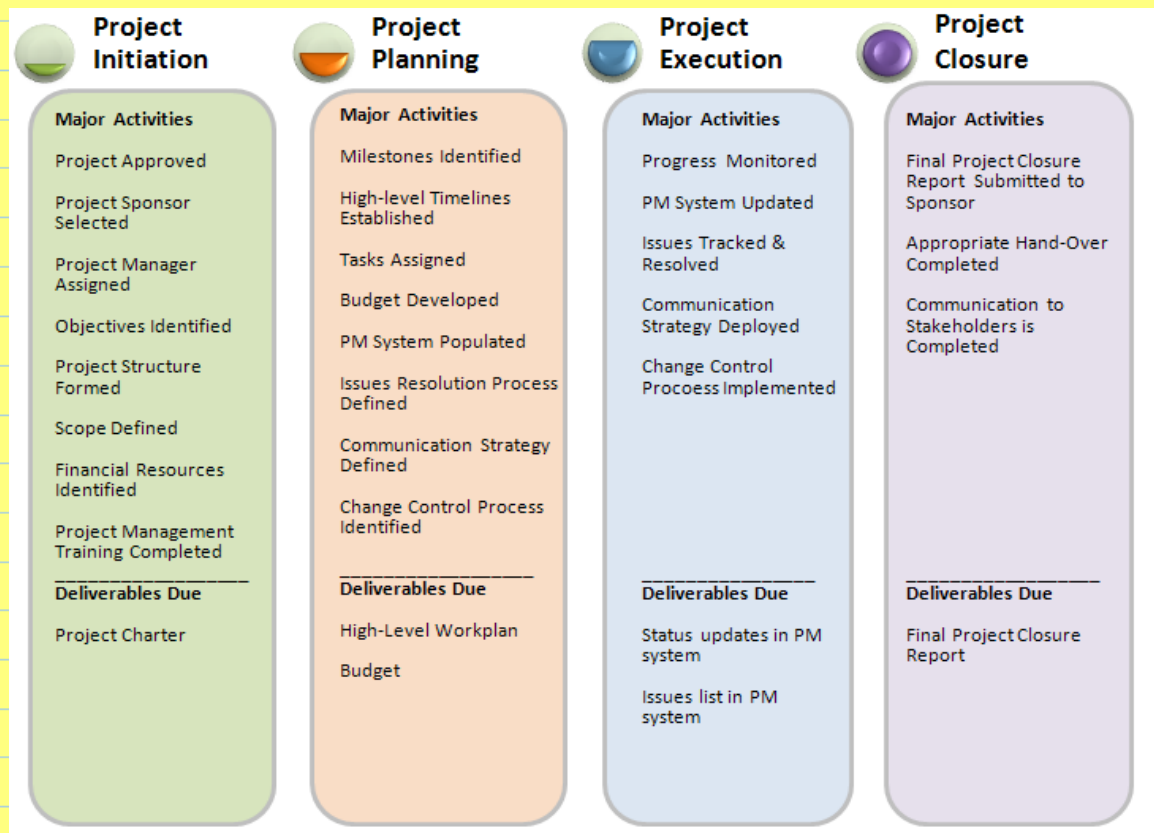 Project
Initiation
Major Activities
Project Approved
Project Sponsor
Selected
Project Manager
Assigned
Objectives Identified
Project Structure
Formed
Scope Defined
Financial Resources
Identified
Project Management
Training Completed
Deliverables Due
Project Charter
Project
Planning
Major Activities
Milestones Identified
High-level Timelines
Established
Tasks Assigned
Budget Developed
PM System Populated
Issues Resolution Process
Defined
Communication Strategy
Defined
Change Control Process
Identified
Deliverables Due
High-Level Workplan
Budget
Project
Execution
Major Activities
Progress Monitored
PM System Updated
Issues Tracked &
Resolved
Communication
Strategy Deployed
Change Control
Procoess Implemented
Deliverables Due
Status updates in PM
system
Issues list in PM
system
Project
Closure
Major Activities
Final Project Closure
Report Submitted to
Sponsor
Appropriate Hand-Over
Completed
Communication to
Stakeholders is
Completed
Deliverables Due
Final Project Closure
Report